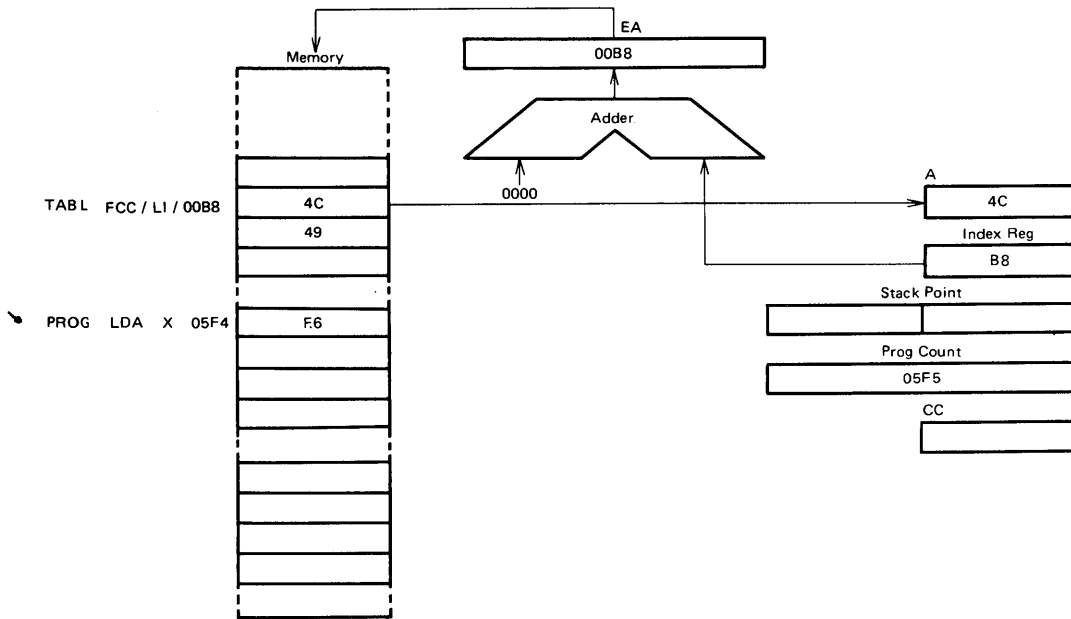 EA
00B8
Memory
Adder
0000
A
TABL FCC / LI / 00B8
4C
4C
49
Index Reg
B8
Stack Point
PROG LDA X 05F4
F6
Prog Count
05F5
CC